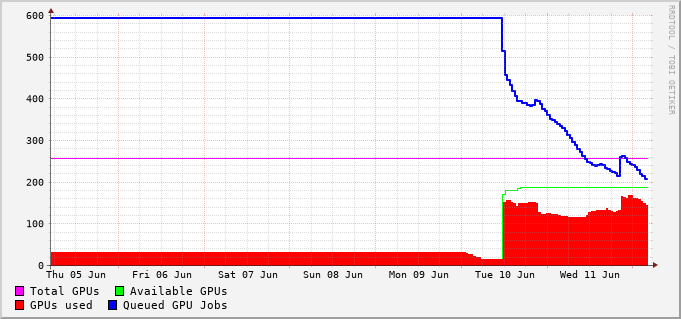 600
500
400
300
200
100
0
Thu 05 Jun Fri 06 Jun Sat 07 Jun Sun 08 Jun Mon 09 Jun Tue 10 Jun Wed 11 Jun
Total GPUs Available GPUs
GPUs used Queued GPU Jobs
RRDTOOL / TOBI OETIKER